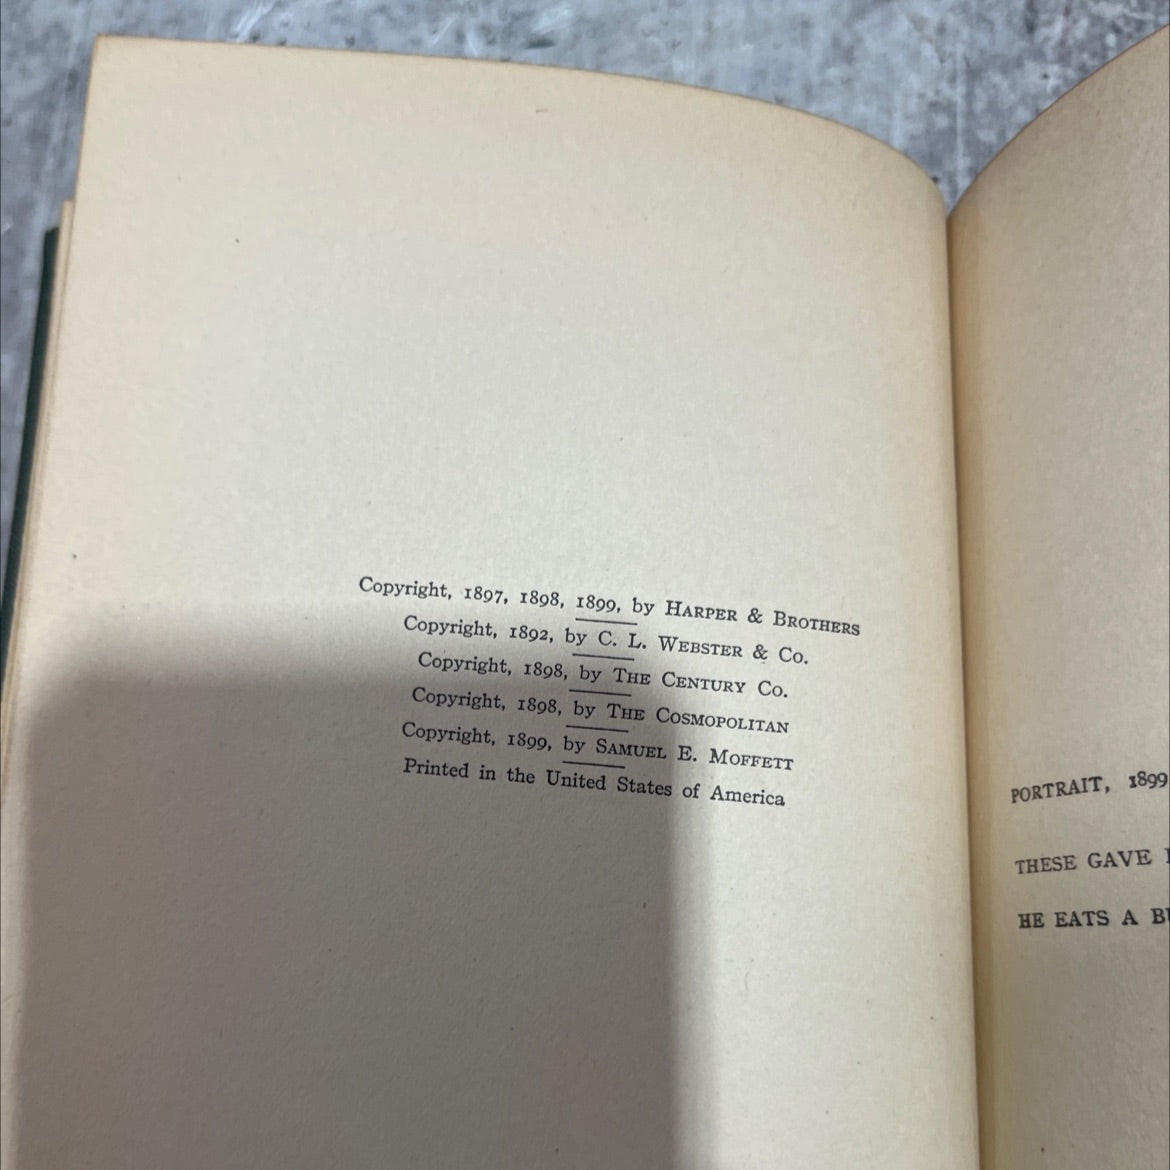 Copyright, 1897, 1898, 1899, by HARPER & BROTHERS
Copyright, 1892, by C. L. WEBSTER & Co.
Copyright, 1898, by THE CENTURY Co.
Copyright, 1898, by THE COSMOPOLITAN
Copyright, 1899, by SAMUEL E. MOFFETT
Printed in the United States of America
PORTRAIT, 1899
THESE GAVE
HE EATS A